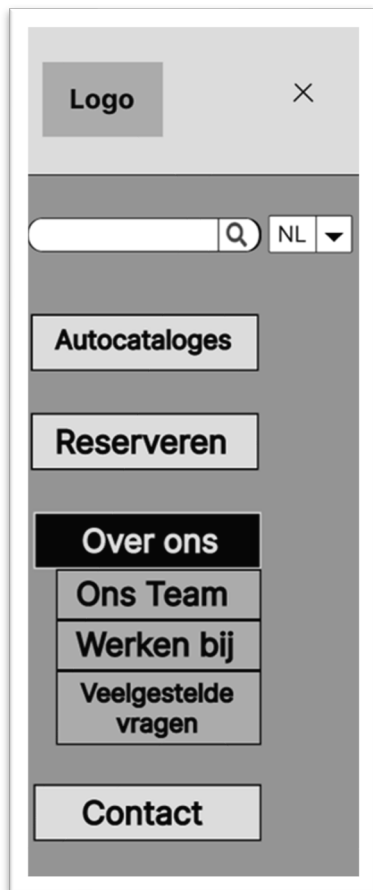 Logo
NL
Autocataloges
Reserveren
Over ons
Ons Team
Werken bij
Veelgestelde
vragen
Contact